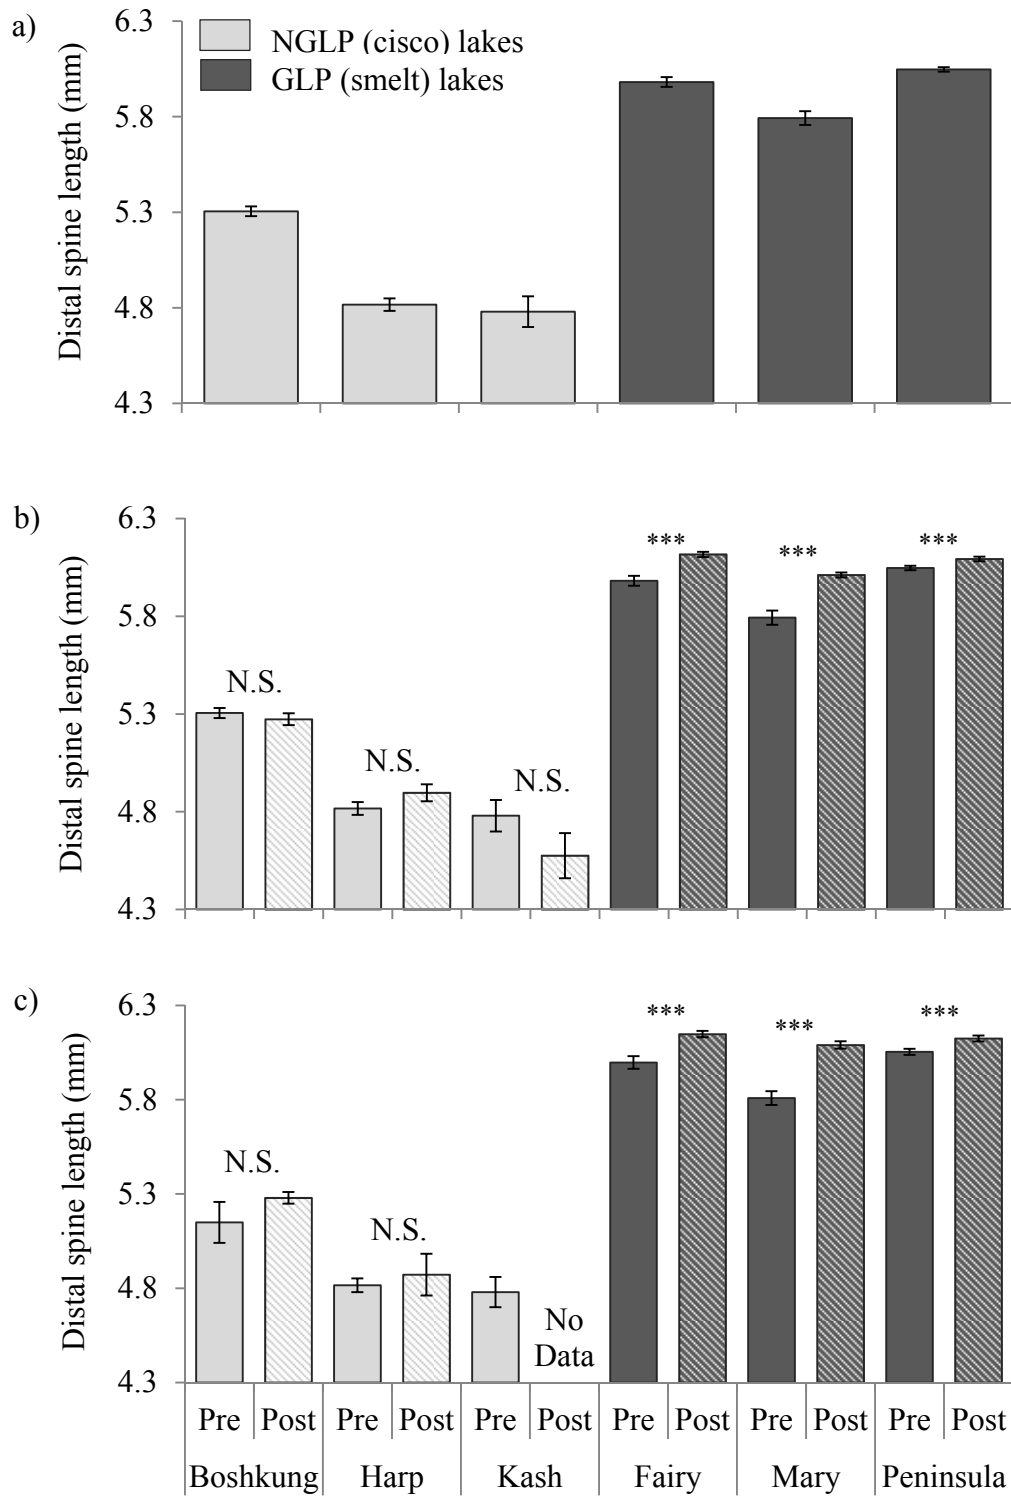 a)
Distal spine length (mm)
6.3
5.8
5.3
4.8
4.3
NGLP (cisco) lakes
GLP (smelt) lakes
b)
Distal spine length (mm)
6.3
5.8
5.3
4.8
4.3
N.S.
N.S.
N.S.
***
***
***
c)
Distal spine length (mm)
6.3
5.8
5.3
4.8
4.3
N.S.
N.S.
No
Data
***
***
***
Pre Post Pre Post Pre Post Pre Post Pre Post Pre Post
Boshkung Harp Kash Fairy Mary Peninsula